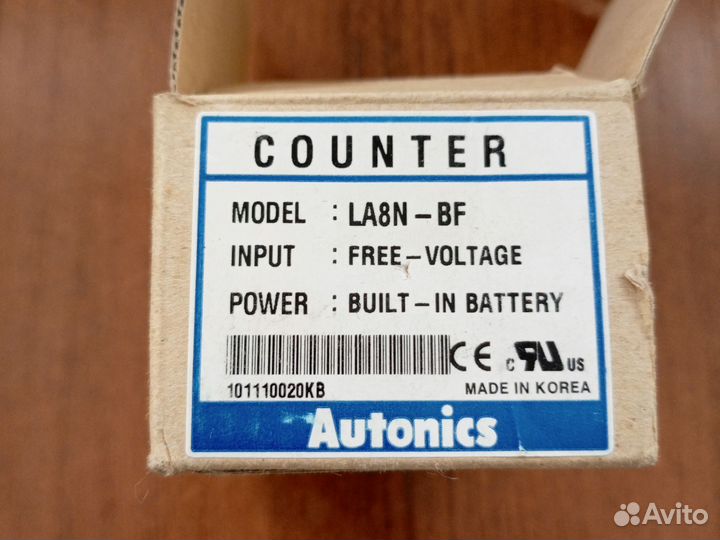 COUNTER
MODEL : LA8N-BF
INPUT : FREE-VOLTAGE
POWER : BUILT-IN BATTERY
CE c RU US
101110020KB MADE IN KOREA
Autonics
Avito